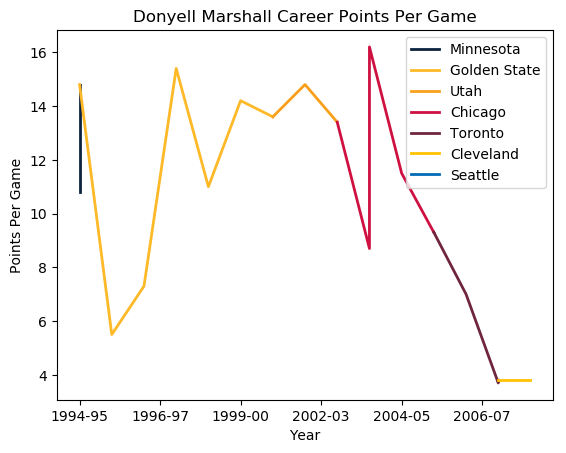 Donyell Marshall Career Points Per Game
16
14
12
10
8
6
4
Points Per Game
Minnesota
Golden State
Utah
Chicago
Toronto
Cleveland
Seattle
1994-95 1996-97 1999-00 2002-03 2004-05 2006-07
Year